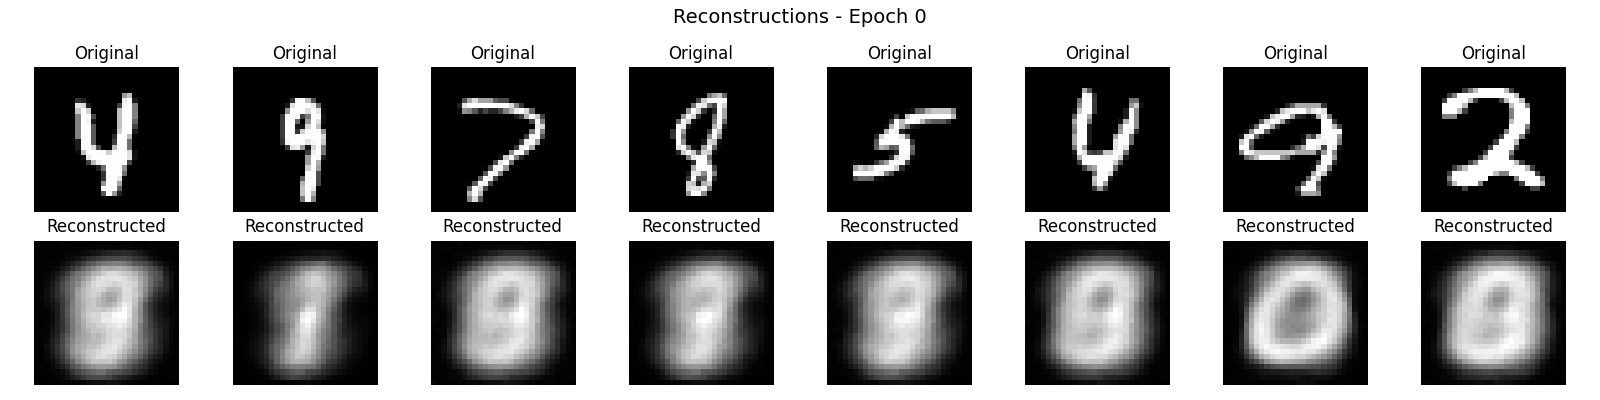 Reconstructions - Epoch 0
Original Original Original Original Original Original Original Original
4 9 7 8 5 4 9 2
Reconstructed Reconstructed Reconstructed Reconstructed Reconstructed Reconstructed Reconstructed Reconstructed